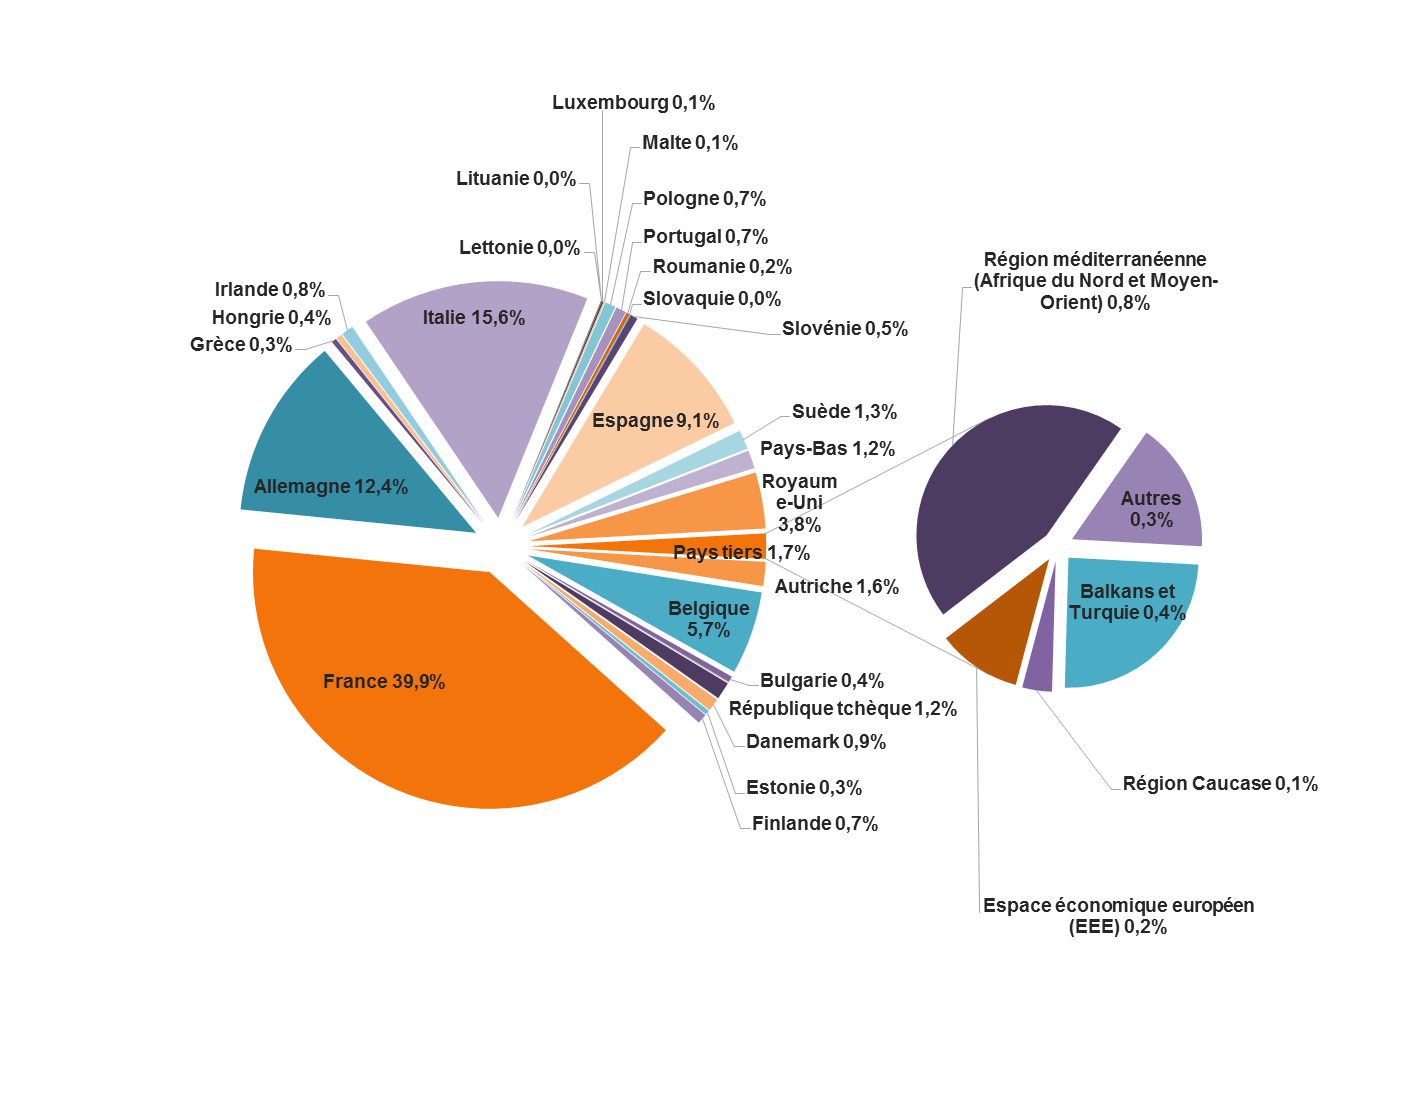 Luxembourg 0,1%
Malte 0,1%
Lituanie 0,0%
Pologne 0,7%
Portugal 0,7%
Lettonie 0,0%
Roumanie 0,2%
Slovaquie 0,0%
Slovénie 0,5%
Irlande 0,8%
Hongrie 0,4%
Grèce 0,3%
Italie 15,6%
Espagne 9,1%
Suède 1,3%
Pays-Bas 1,2%
Royaum
e-Uni
3,8%
Allemagne 12,4%
Pays tiers 1,7%
Autriche 1,6%
Belgique
5,7%
France 39,9%
Bulgarie 0,4%
République tchèque 1,2%
Danemark 0,9%
Estonie 0,3%
Finlande 0,7%
Région méditerranéenne
(Afrique du Nord et Moyen-
Orient) 0,8%
Autres
0,3%
Balkans et
Turquie 0,4%
Région Caucase 0,1%
Espace économique européen
(EEE) 0,2%